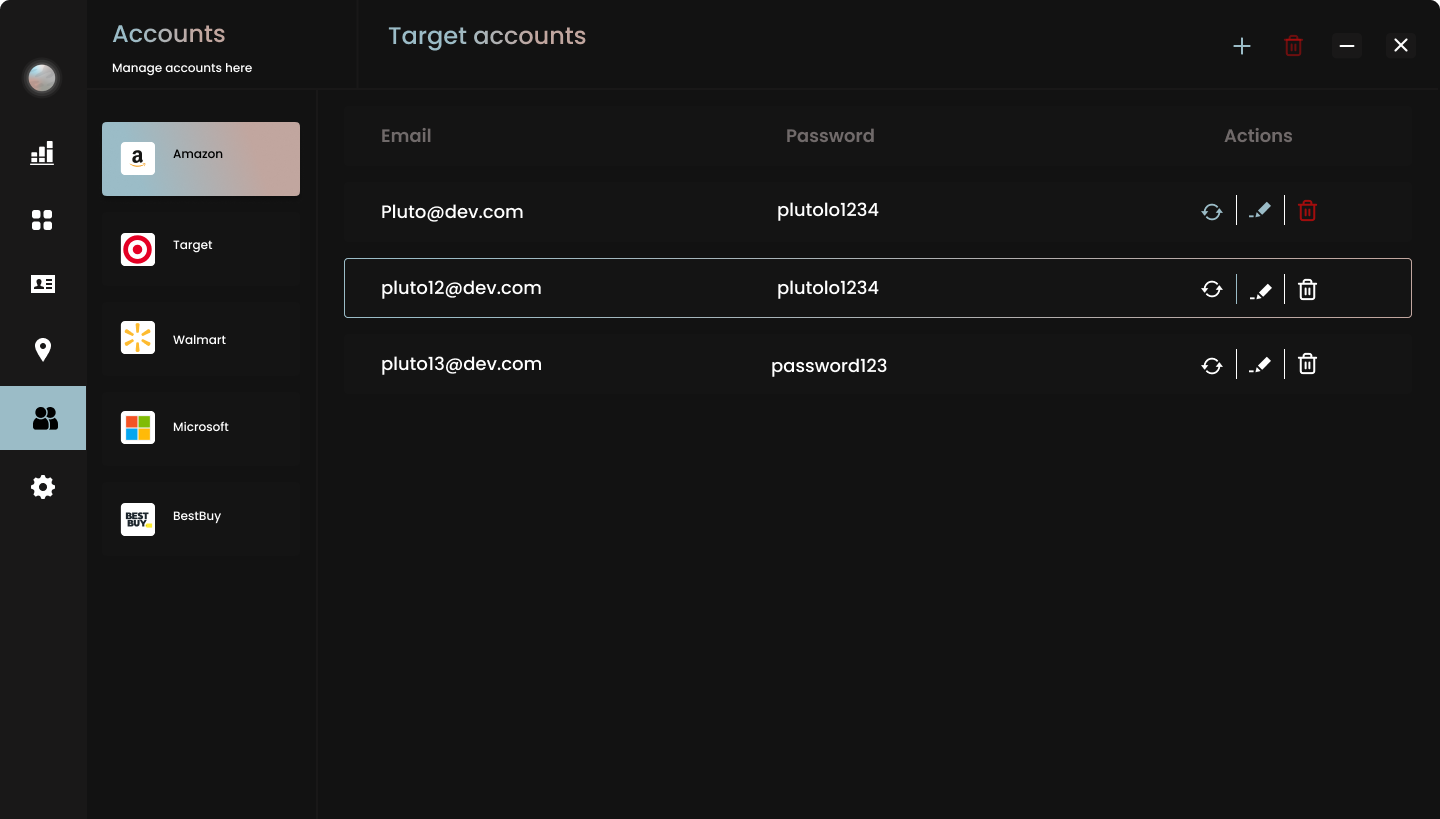 Accounts
Manage accounts here
Target accounts
a
Amazon
Target
Walmart
Microsoft
BEST
BUY
BestBuy
Email Password Actions
Pluto@dev.com plutolo1234
pluto12@dev.com plutolo1234
pluto13@dev.com password123